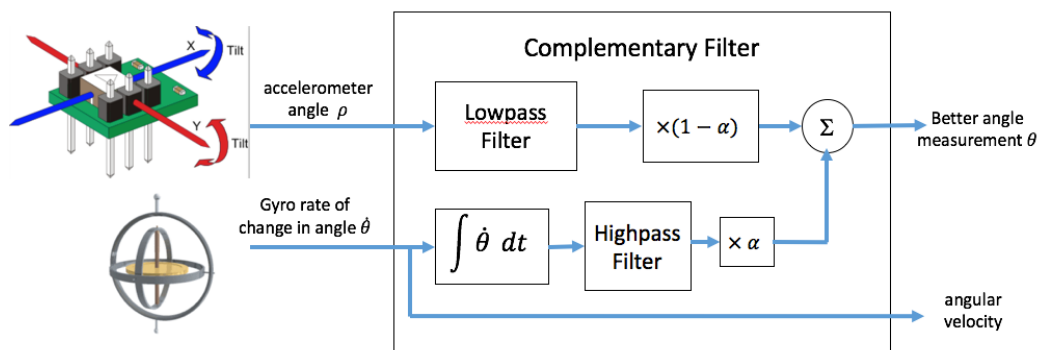 Complementary Filter
X
Tilt
Y
Tilt
accelerometer
angle ρ
Lowpass
Filter
×(1 − α)
Σ
Better angle
measurement θ
Gyro rate of
change in angle θ̇
∫ θ̇ dt
Highpass
Filter
× α
angular
velocity